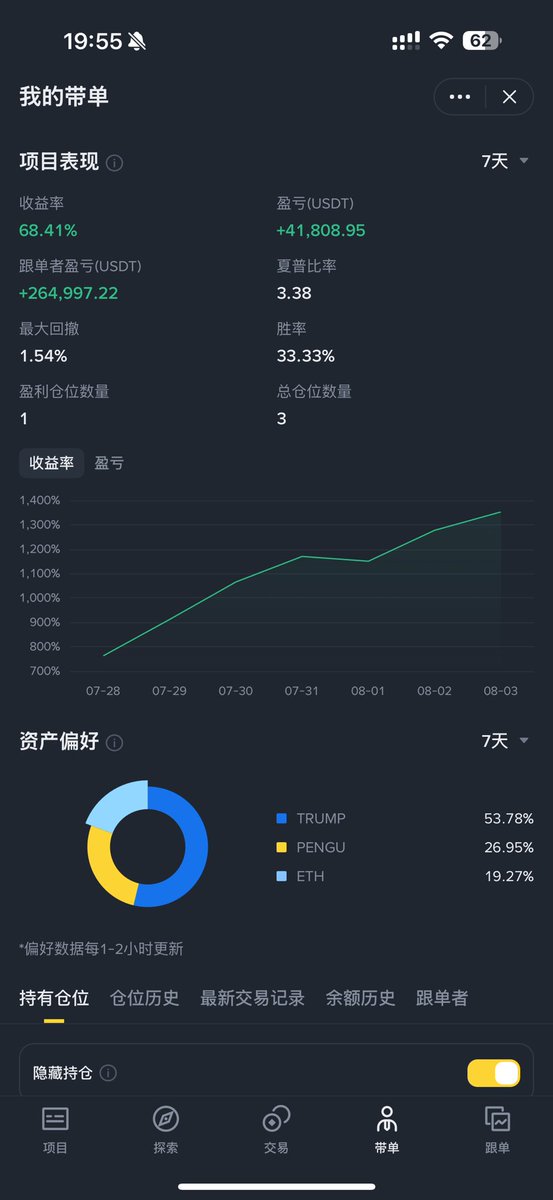 19:55
62
我的带单
项目表现
7天
收益率 盈亏(USDT)
68.41% +41,808.95
跟单者盈亏(USDT) 夏普比率
+264,997.22 3.38
最大回撤 胜率
1.54% 33.33%
盈利仓位数量 总仓位数量
1 3
收益率 盈亏
1,400%
1,300%
1,200%
1,100%
1,000%
900%
800%
700%
07-28 07-29 07-30 07-31 08-01 08-02 08-03
资产偏好
7天
TRUMP 53.78%
PENGU 26.95%
ETH 19.27%
*偏好数据每1-2小时更新
持有仓位 仓位历史 最新交易记录 余额历史 跟单者
隐藏持仓
项目 探索 交易 带单 跟单